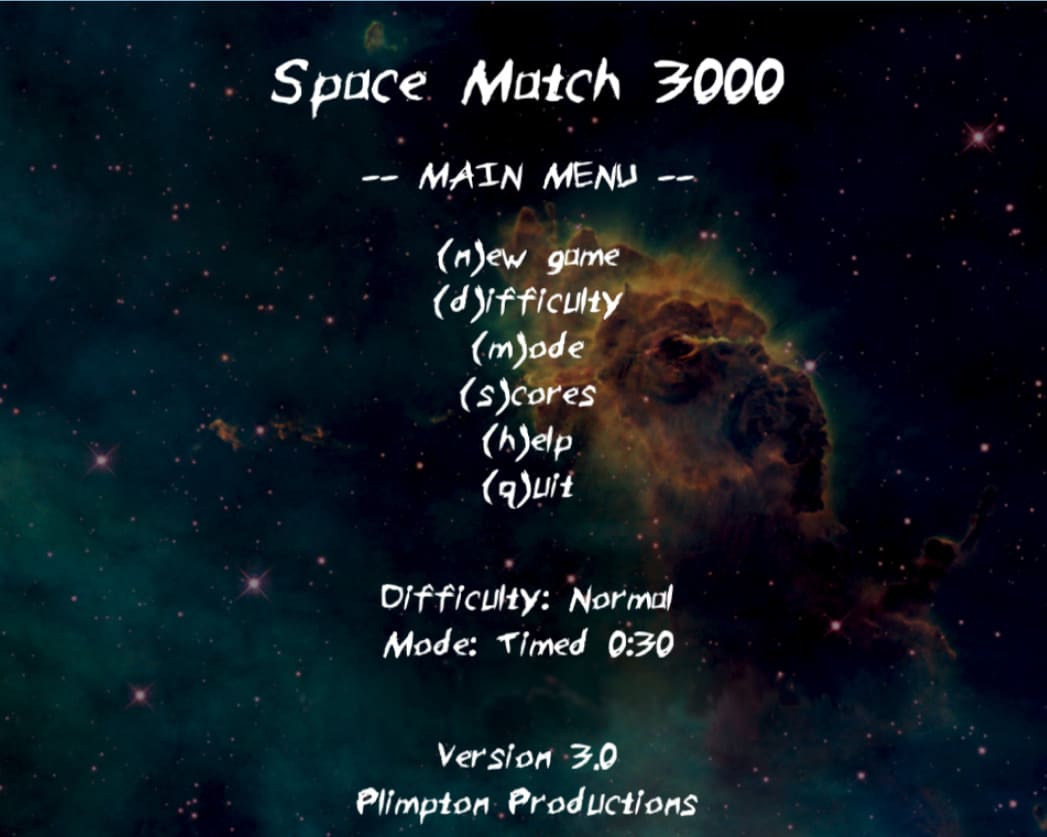 Space Match 3000
-- MAIN MENU --
(n)ew game
(d)ifficulty
(m)ode
(s)cores
(h)elp
(q)uit
Difficulty: Normal
Mode: Timed 0:30
Version 3.0
Plimpton Productions